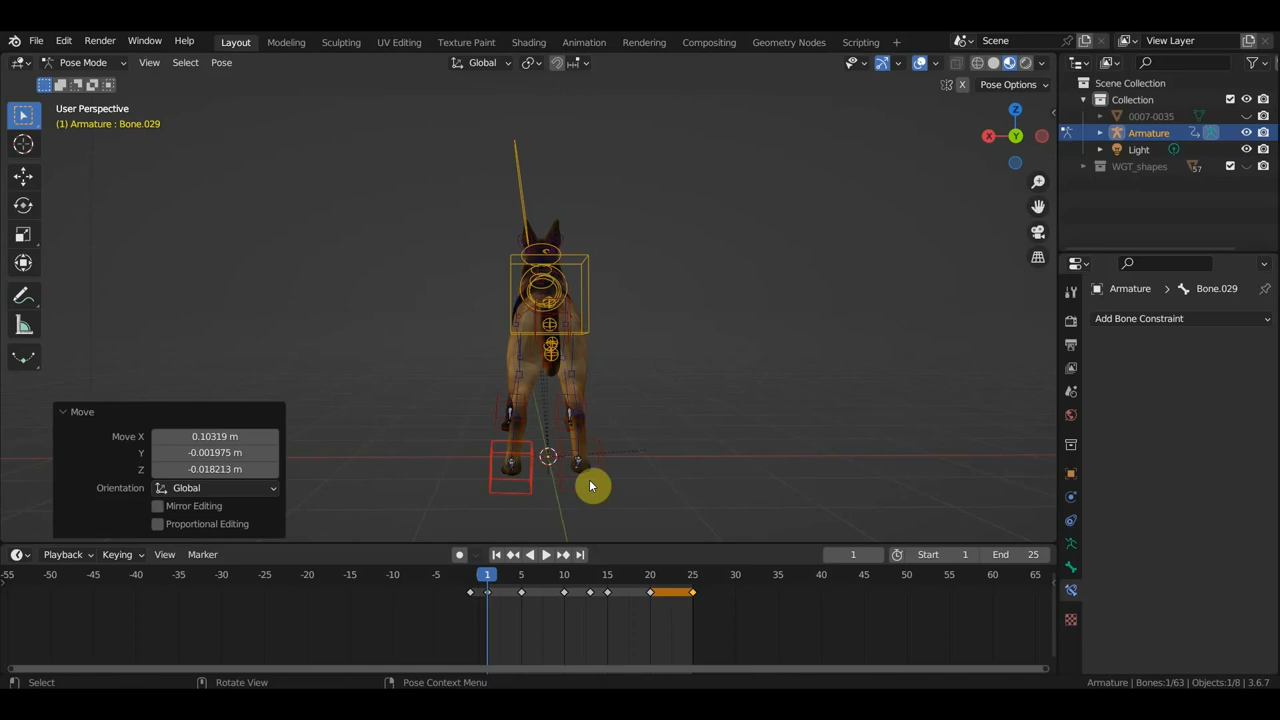 File Edit Render Window Help
Layout Modeling Sculpting UV Editing Texture Paint Shading Animation Rendering Compositing Geometry Nodes Scripting +
Scene
View Layer
Pose Mode View Select Pose
Global
X Pose Options
User Perspective
(1) Armature : Bone.029
Z
X
Y
Scene Collection
Collection
0007-0035
Armature
Light
WGT_shapes
57
Armature > Bone.029
Add Bone Constraint
Move
Move X 0.10319 m
Y -0.001975 m
Z -0.018213 m
Orientation Global
Mirror Editing
Proportional Editing
Playback Keying View Marker
1 Start 1 End 25
-55 -50 -45 -40 -35 -30 -25 -20 -15 -10 -5 1 5 10 15 20 25 30 35 40 45 50 55 60 65
Select Rotate View Pose Context Menu
Armature | Bones:1/63 | Objects:1/8 | 3.6.7